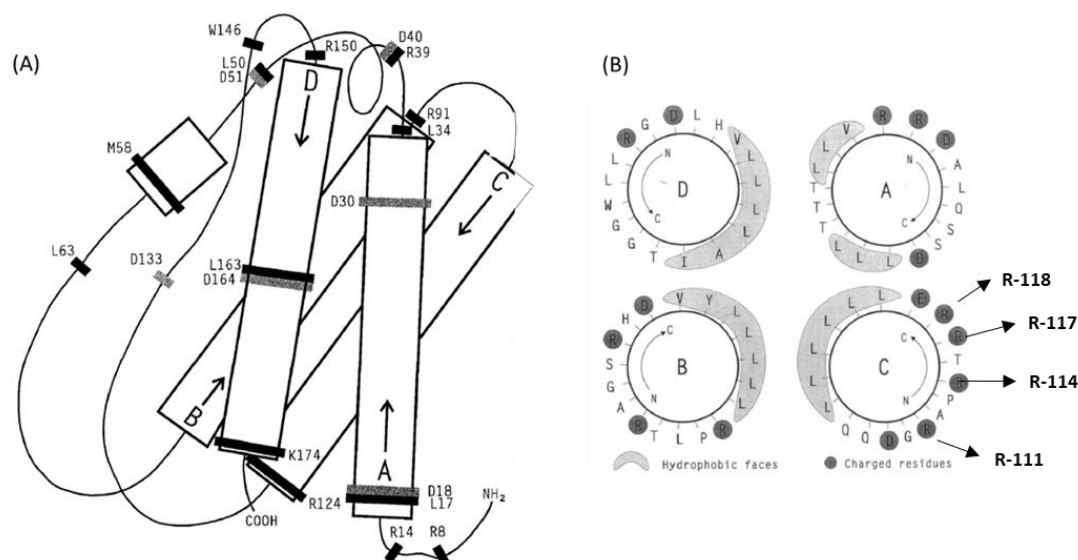 (A)
W146
R150
D40
R39
L50
D51
D
R91
L34
M58
C
D30
L63
D133
L163
D164
B
A
K174
D18
L17
NH₂
R124
COOH
R14 R8
(B)
R G D L H V L L L L L A I T G G W L L
N
D
C
L L V R R D A L Q S S D L L L T T T
N
A
C
S R H D V Y L L L L L L R P L T R A G
C
B
N
L L L L L L E R R T R P A R G D Q Q
C
C
N
R-118
R-117
R-114
R-111
Hydrophobic faces
Charged residues